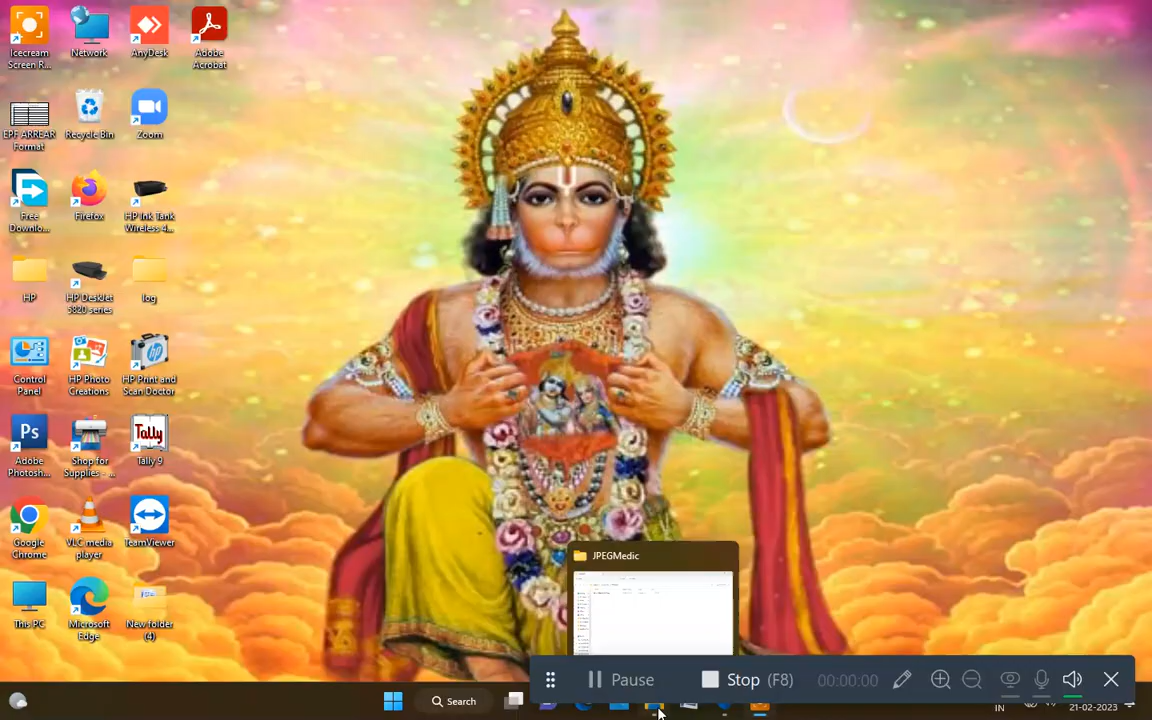 Icecream
Screen R...
Network
AnyDesk
Adobe
Acrobat
EPF ARREAR
Format
Recycle Bin
Zoom
Free
Downlo...
Firefox
HP Ink Tank
Wireless 4...
HP
HP DeskJet
5820 series
log
Control
Panel
HP Photo
Creations
HP Print and
Scan Doctor
Ps
Adobe
Photosh...
Shop for
Supplies - ...
Tally
Tally 9
Google
Chrome
VLC media
player
TeamViewer
This PC
Microsoft
Edge
New folder
(4)
JPEGMedic
Pause
Stop (F8)
00:00:00
Search
IN
21-02-2023